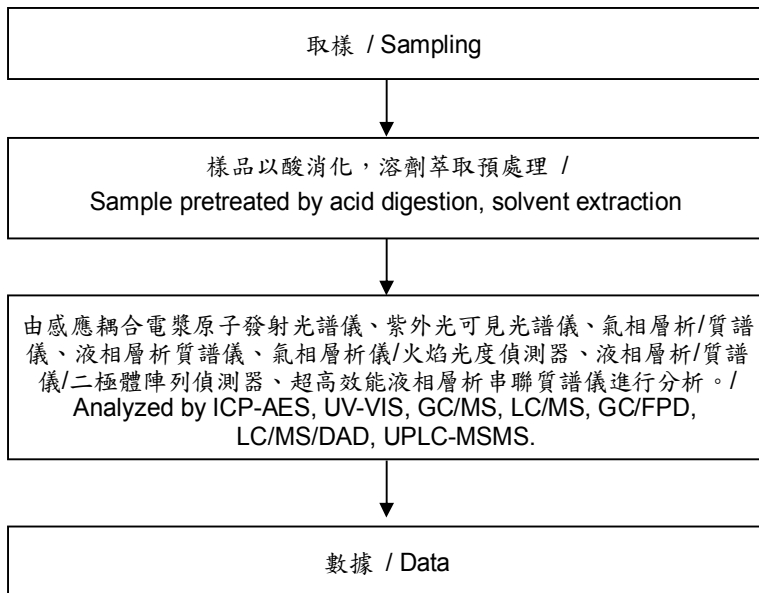 取樣 / Sampling
樣品以酸消化，溶劑萃取預處理 /
Sample pretreated by acid digestion, solvent extraction
由感應耦合電漿原子發射光譜儀、紫外光可見光譜儀、氣相層析/質譜
儀、液相層析質譜儀、氣相層析儀/火焰光度偵測器、液相層析/質譜
儀/二極體陣列偵測器、超高效能液相層析串聯質譜儀進行分析。/
Analyzed by ICP-AES, UV-VIS, GC/MS, LC/MS, GC/FPD,
LC/MS/DAD, UPLC-MSMS.
數據 / Data